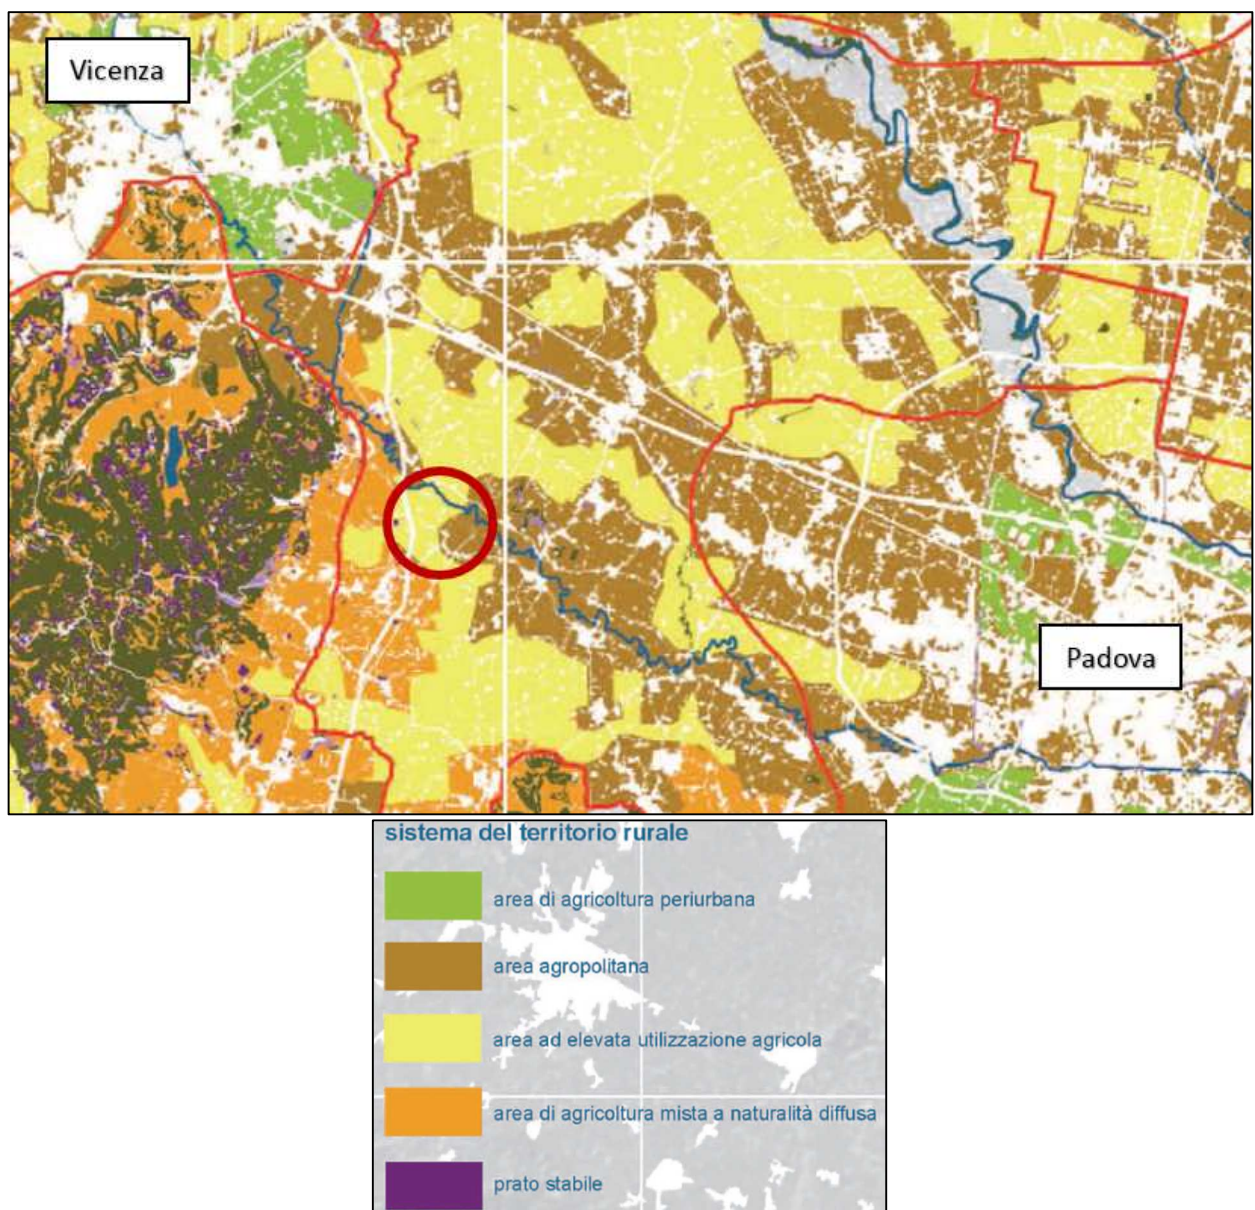 Vicenza
Padova
sistema del territorio rurale
area di agricoltura periurbana
area agropolitana
area ad elevata utilizzazione agricola
area di agricoltura mista a naturalità diffusa
prato stabile